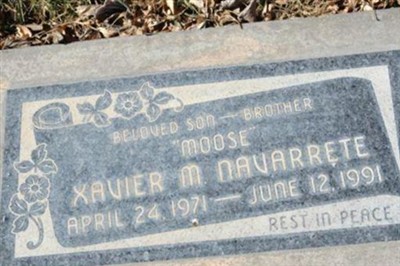 BELOVED SON — BROTHER
"MOOSE"
XAVIER M NAVARRETE
APRIL 24, 1971 — JUNE 12, 1991
REST IN PEACE